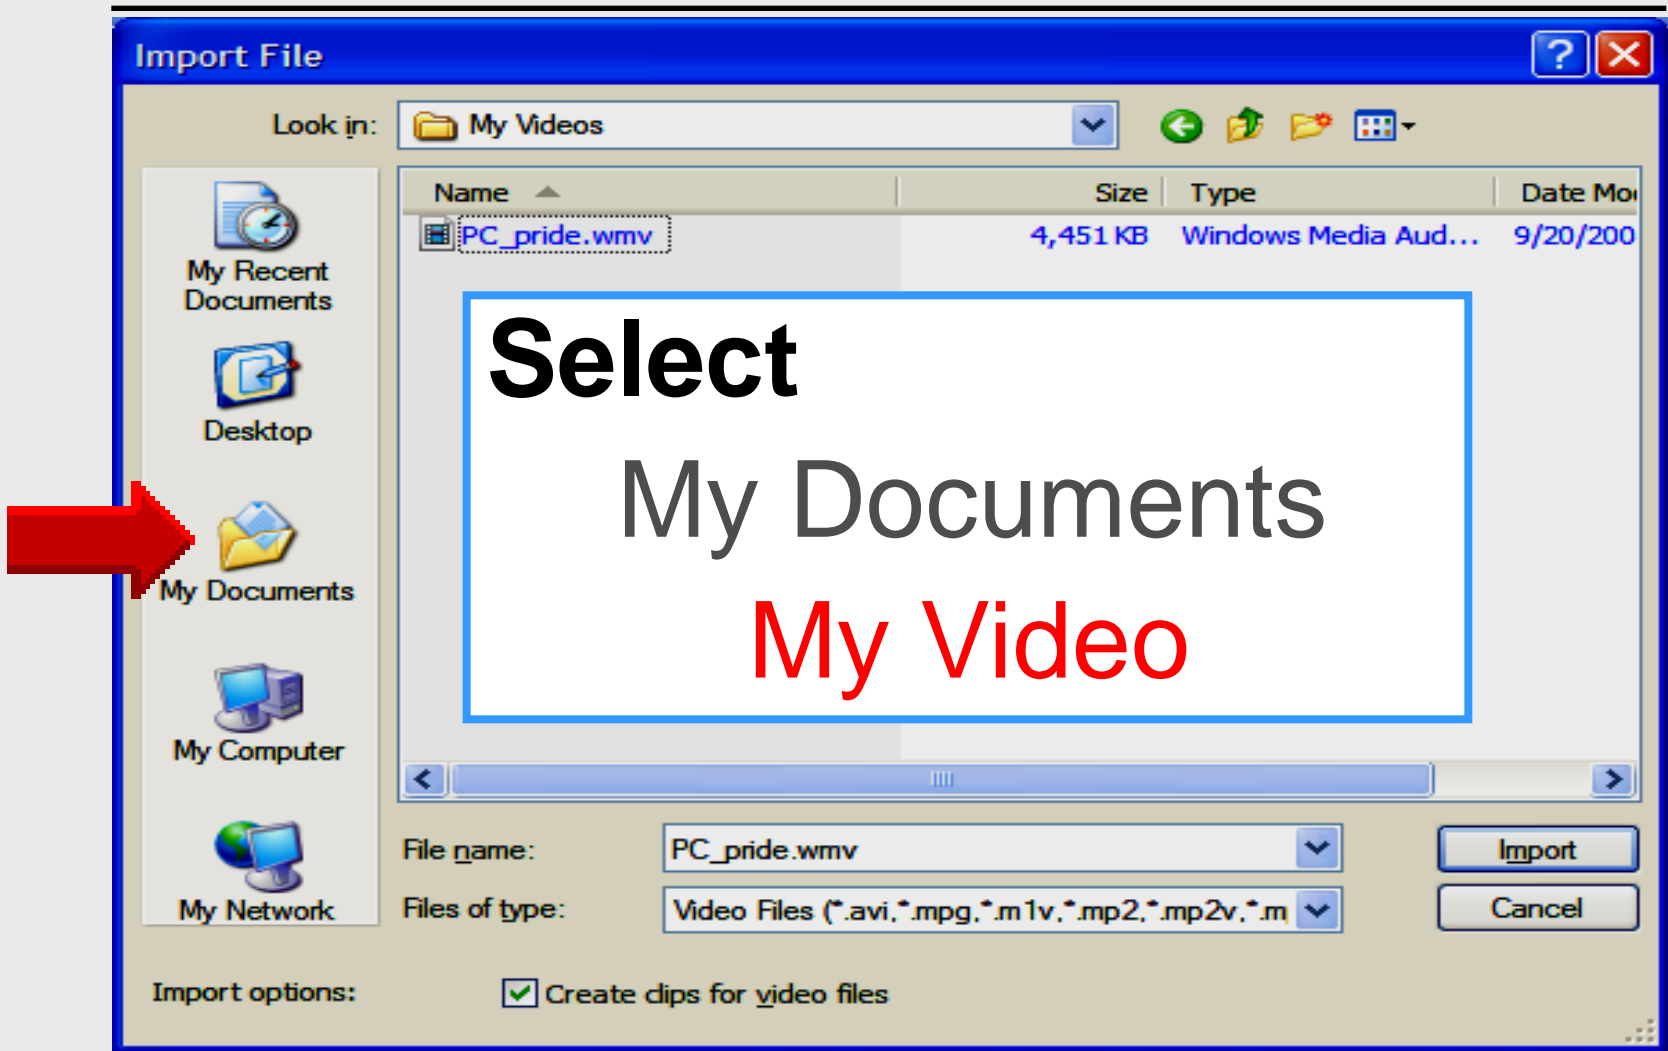 Import File
Look in: My Videos
Name Size Type Date Mo
PC_pride.wmv 4,451 KB Windows Media Aud... 9/20/200
My Recent
Documents
Desktop
My Documents
My Computer
My Network
Select
My Documents
My Video
File name: PC_pride.wmv Import
Files of type: Video Files (*.avi,*.mpg,*.m1v,*.mp2,*.mp2v,*.m Cancel
Import options: Create clips for video files